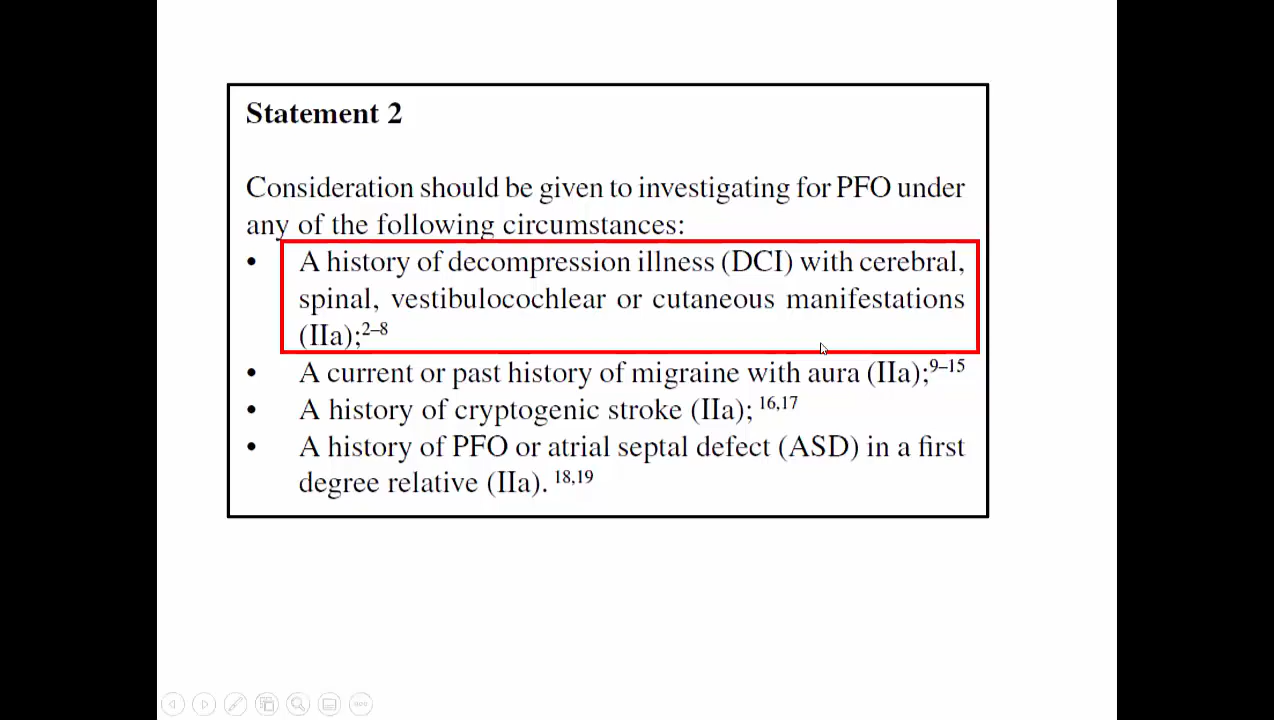 Statement 2
Consideration should be given to investigating for PFO under
any of the following circumstances:
• A history of decompression illness (DCI) with cerebral,
spinal, vestibulocochlear or cutaneous manifestations
(IIa);2–8
• A current or past history of migraine with aura (IIa);9–15
• A history of cryptogenic stroke (IIa); 16,17
• A history of PFO or atrial septal defect (ASD) in a first
degree relative (IIa). 18,19